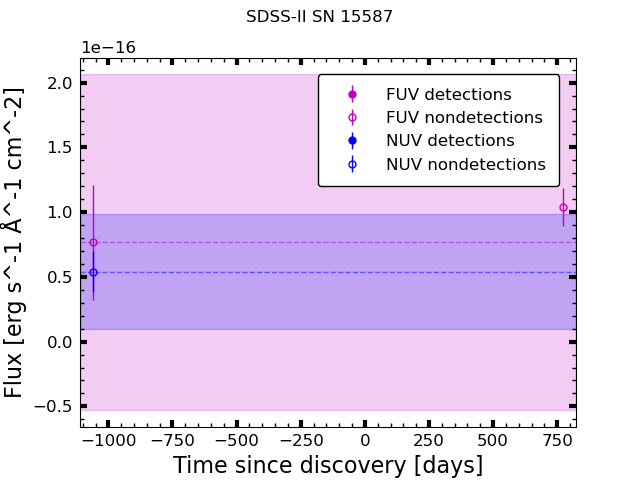 SDSS-II SN 15587
1e−16
2.0
1.5
1.0
0.5
0.0
−0.5
Flux [erg s^-1 Å^-1 cm^-2]
FUV detections
FUV nondetections
NUV detections
NUV nondetections
−1000 −750 −500 −250 0 250 500 750
Time since discovery [days]